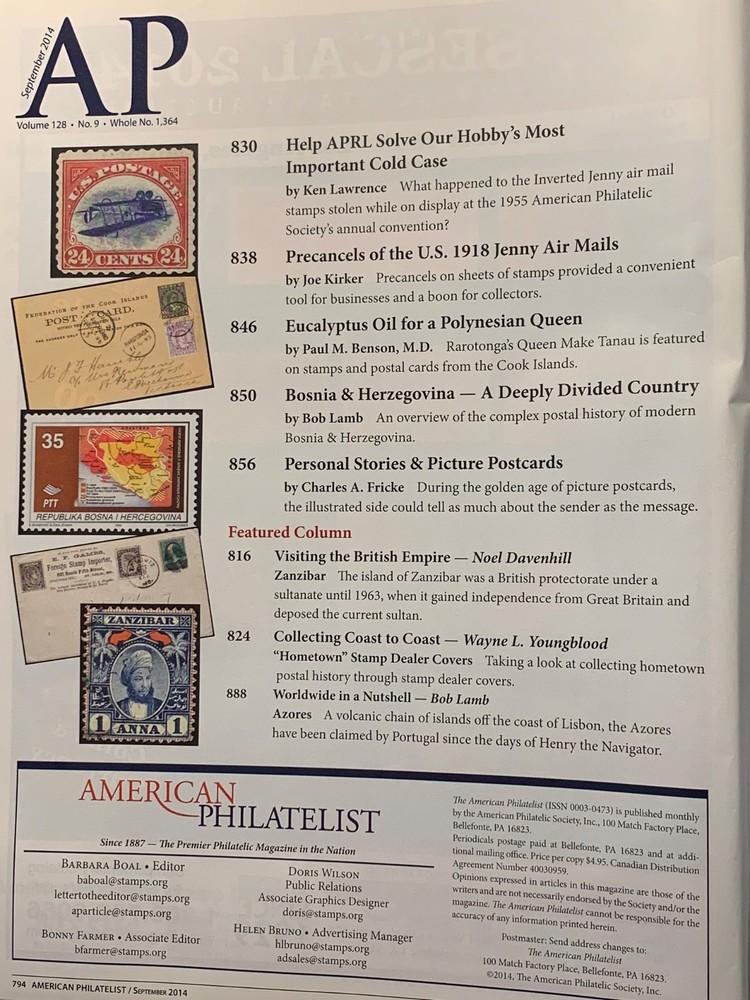 September 2014
AP
Volume 128 • No. 9 • Whole No. 1,364
U.S. POSTAGE
24 CENTS 24
FEDERATION OF THE COOK ISLANDS
POST CARD.
35
PTT
REPUBLIKA BOSNA I HERCEGOVINA
E. F. GAMBS,
Foreign Stamp Importer,
ZANZIBAR
1 ANNA 1
830 Help APRL Solve Our Hobby's Most
Important Cold Case
by Ken Lawrence What happened to the Inverted Jenny air mail
stamps stolen while on display at the 1955 American Philatelic
Society's annual convention?
838 Precancels of the U.S. 1918 Jenny Air Mails
by Joe Kirker Precancels on sheets of stamps provided a convenient
tool for businesses and a boon for collectors.
846 Eucalyptus Oil for a Polynesian Queen
by Paul M. Benson, M.D. Rarotonga's Queen Make Tanau is featured
on stamps and postal cards from the Cook Islands.
850 Bosnia & Herzegovina — A Deeply Divided Country
by Bob Lamb An overview of the complex postal history of modern
Bosnia & Herzegovina.
856 Personal Stories & Picture Postcards
by Charles A. Fricke During the golden age of picture postcards,
the illustrated side could tell as much about the sender as the message.
Featured Column
816 Visiting the British Empire — Noel Davenhill
Zanzibar The island of Zanzibar was a British protectorate under a
sultanate until 1963, when it gained independence from Great Britain and
deposed the current sultan.
824 Collecting Coast to Coast — Wayne L. Youngblood
"Hometown" Stamp Dealer Covers Taking a look at collecting hometown
postal history through stamp dealer covers.
888 Worldwide in a Nutshell — Bob Lamb
Azores A volcanic chain of islands off the coast of Lisbon, the Azores
have been claimed by Portugal since the days of Henry the Navigator.
AMERICAN
PHILATELIST
Since 1887 — The Premier Philatelic Magazine in the Nation
BARBARA BOAL • Editor
baboal@stamps.org
lettertotheeditor@stamps.org
aparticle@stamps.org
BONNY FARMER • Associate Editor
bfarmer@stamps.org
DORIS WILSON
Public Relations
Associate Graphics Designer
doris@stamps.org
HELEN BRUNO • Advertising Manager
hlbruno@stamps.org
adsales@stamps.org
The American Philatelist (ISSN 0003-0473) is published monthly
by the American Philatelic Society, Inc., 100 Match Factory Place,
Bellefonte, PA 16823.
Periodicals postage paid at Bellefonte, PA 16823 and at addi-
tional mailing office. Price per copy $4.95. Canadian Distribution
Agreement Number 40030959.
Opinions expressed in articles in this magazine are those of the
writers and are not necessarily endorsed by the Society and/or the
magazine. The American Philatelist cannot be responsible for the
accuracy of any information printed herein.
Postmaster: Send address changes to:
The American Philatelist
100 Match Factory Place, Bellefonte, PA 16823.
©2014, The American Philatelic Society, Inc.
794 AMERICAN PHILATELIST / SEPTEMBER 2014